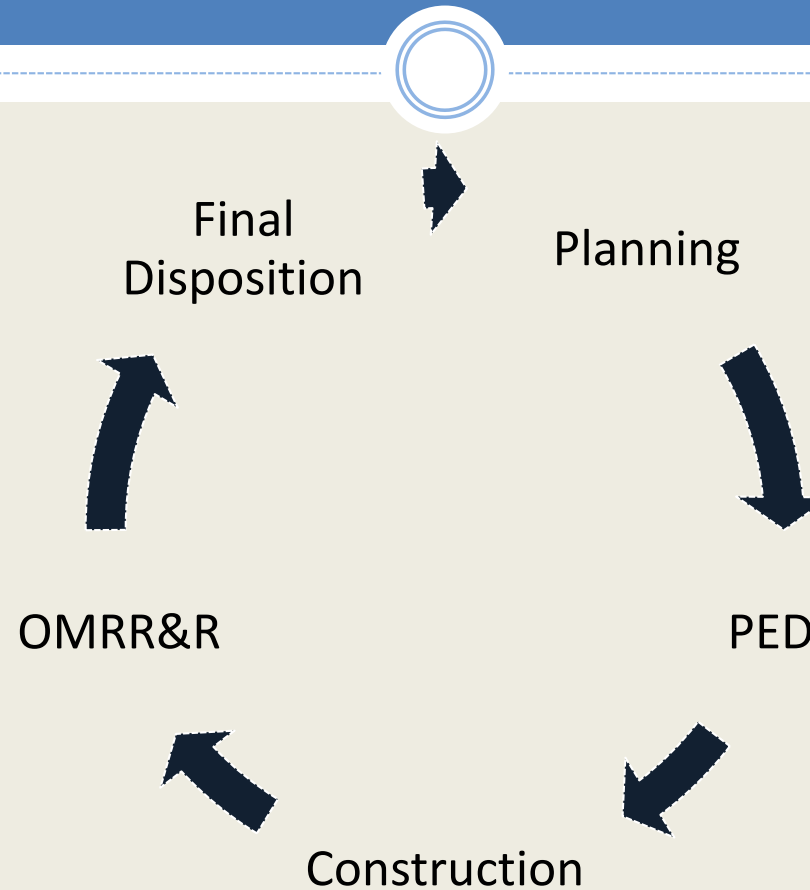 Final
Disposition
Planning
OMRR&R
PED
Construction